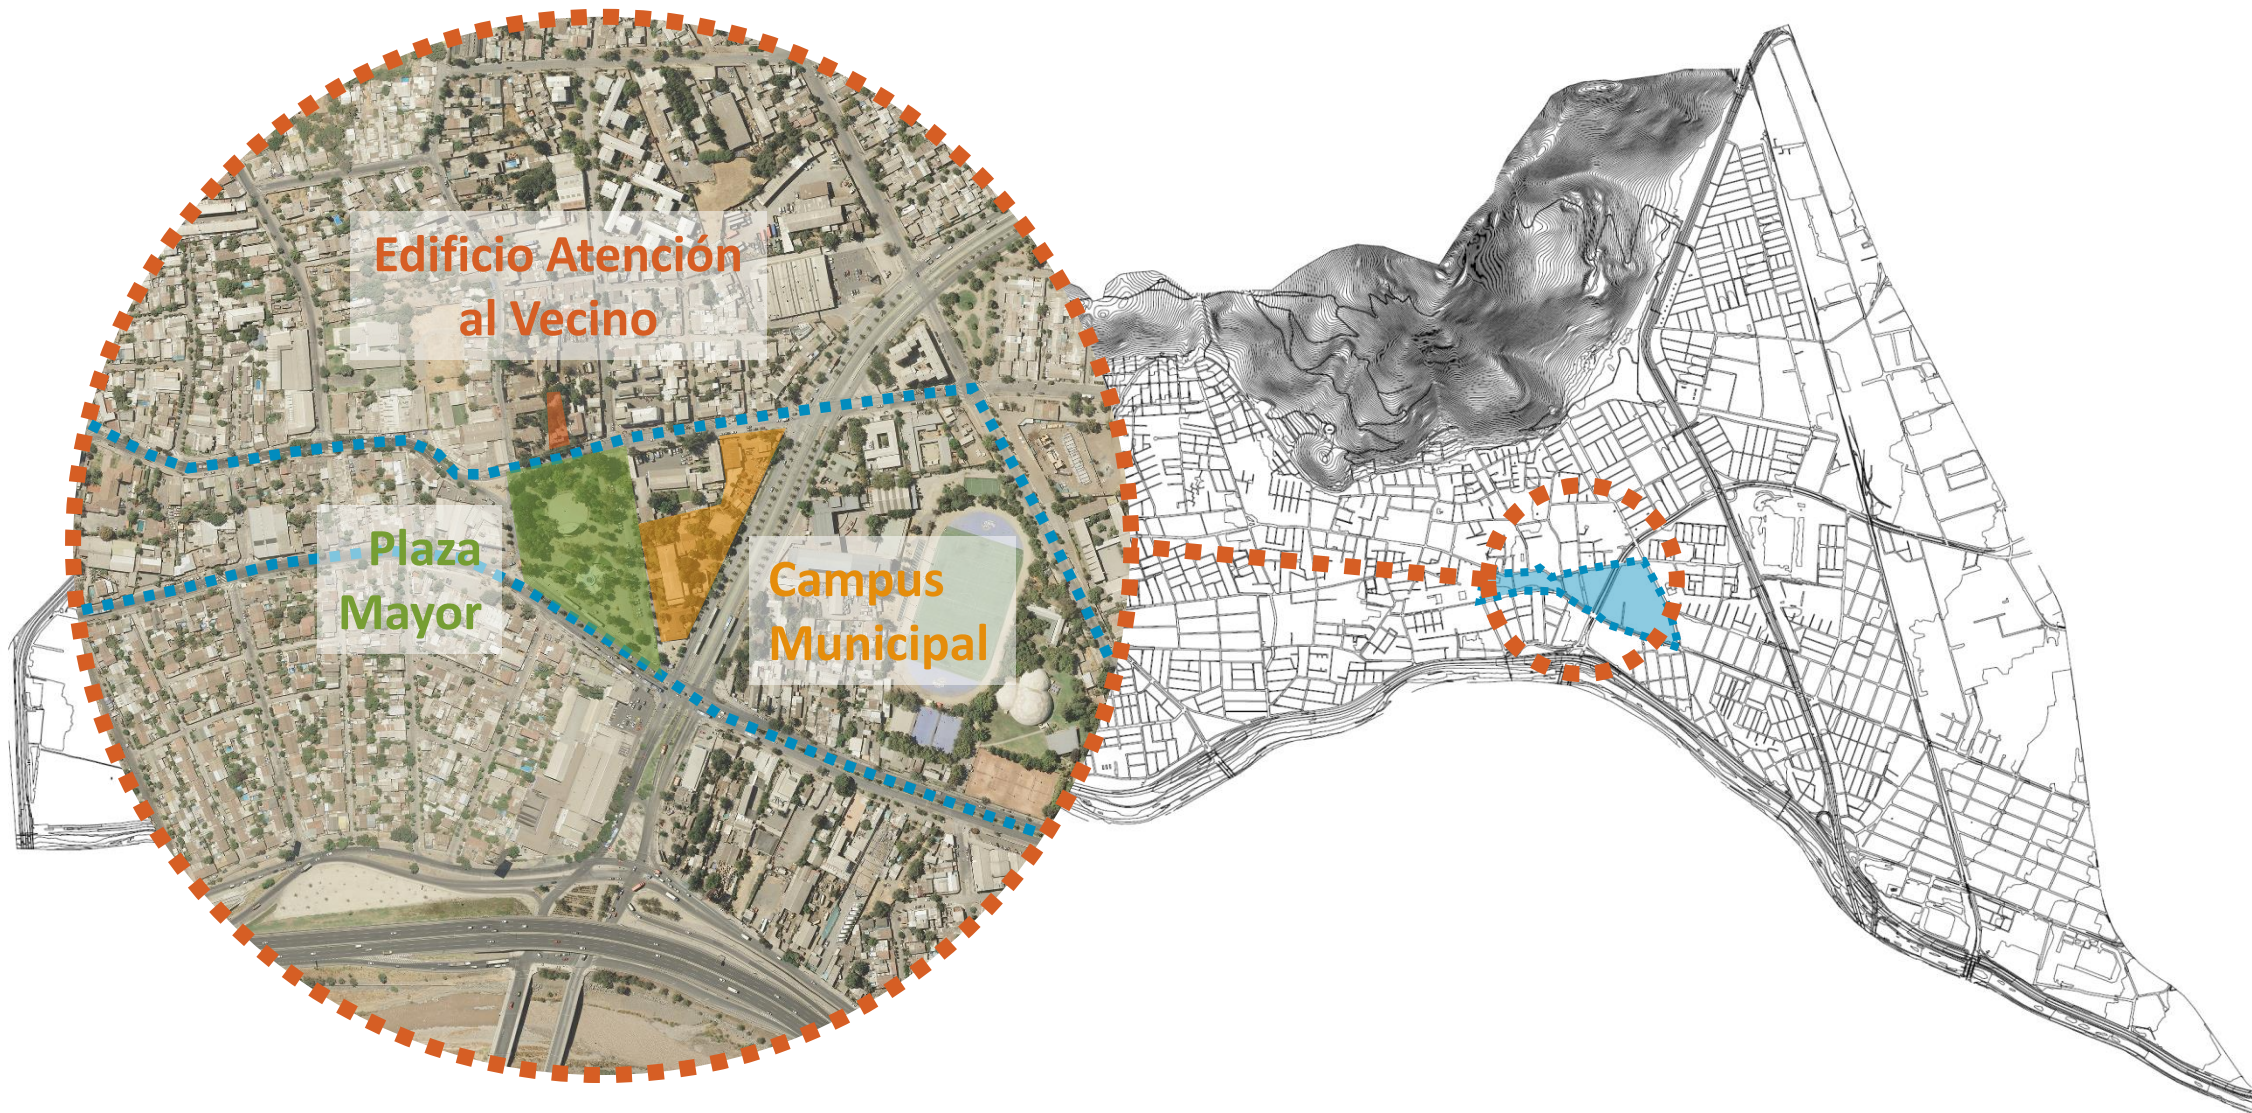 Edificio Atención
al Vecino
Plaza
Mayor
Campus
Municipal